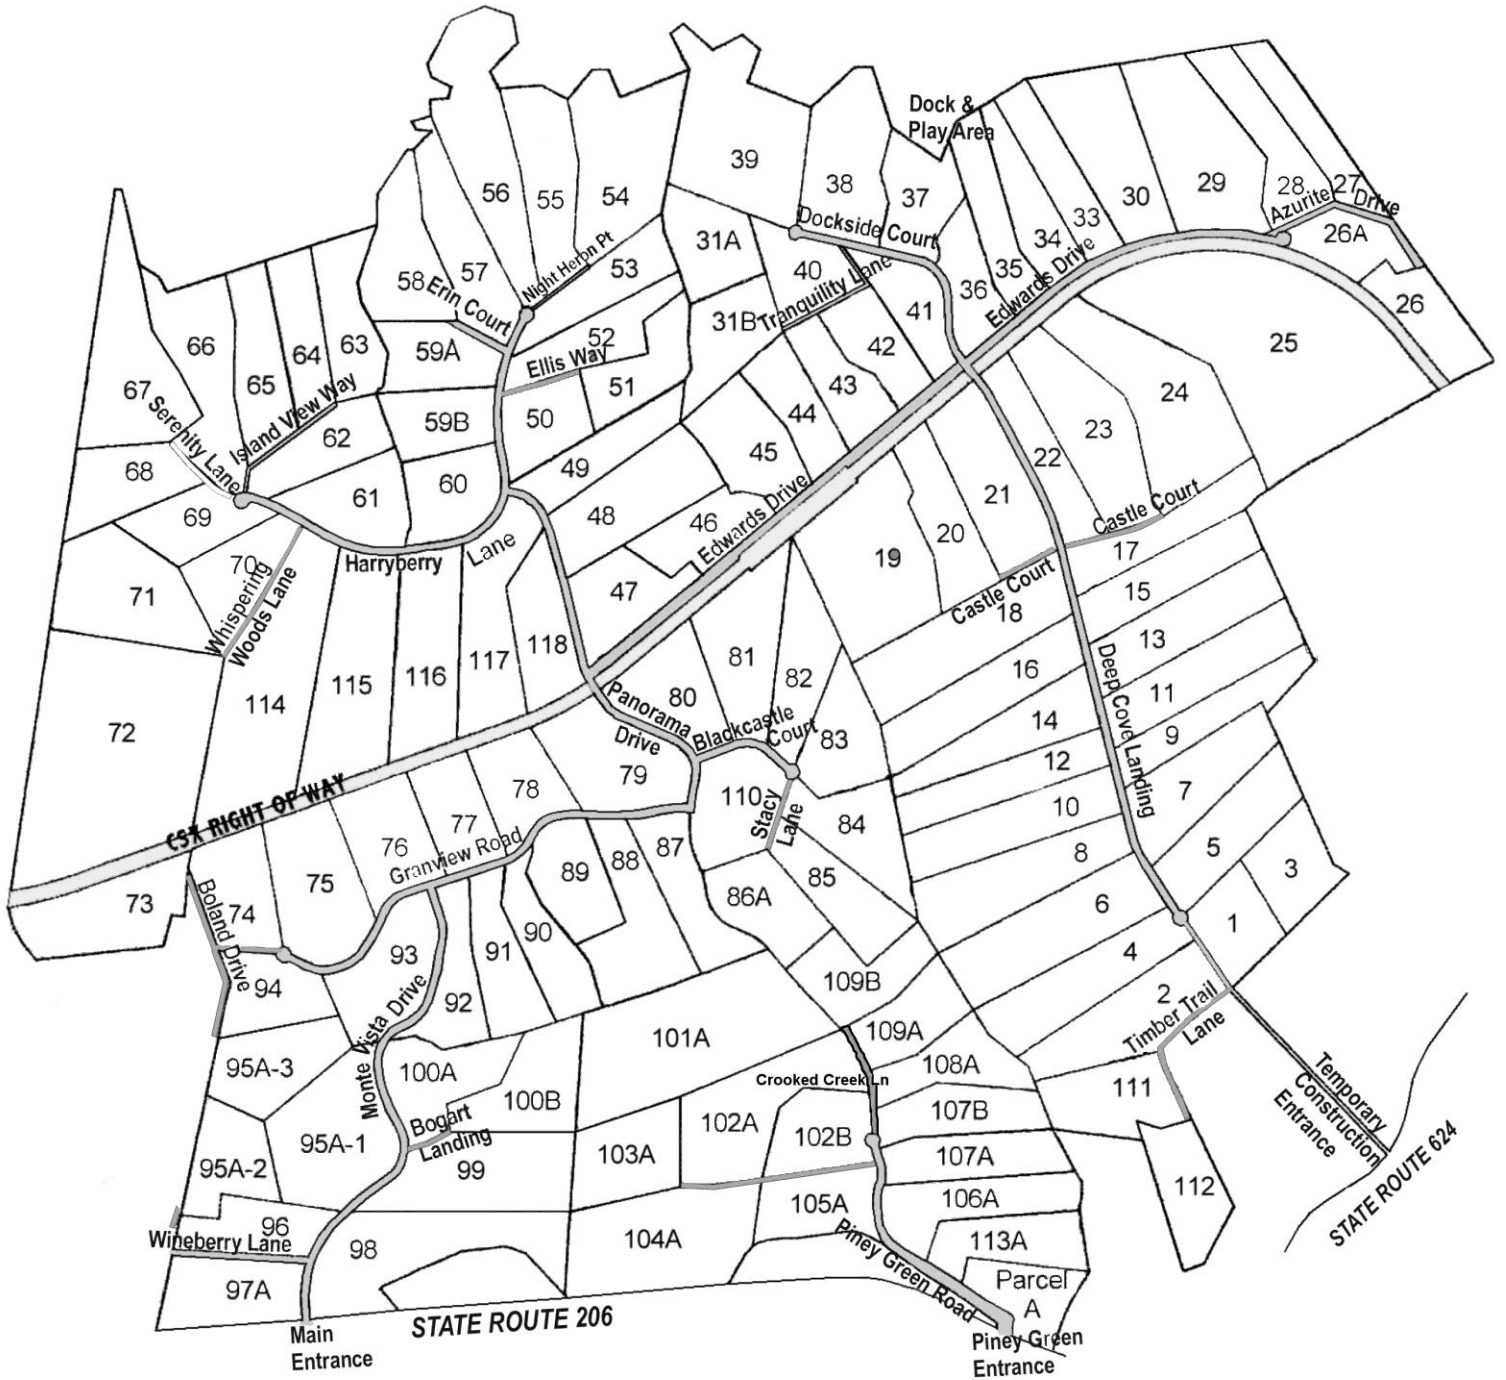 Dock &
Play Area
39
38
37
56
55
54
34
33
30
29
28
27
Azurite
Drive
26A
26
31A
Dockside Court
Night Heron Pt
53
58
57
Erin Court
40
Tranquility Lane
36
35
Edwards Drive
41
31B
42
52
Ellis Way
59A
51
66
65
64
63
67
Serenity Lane
Island View Way
62
59B
50
43
44
45
25
24
23
22
68
69
61
60
49
48
46
Edwards Drive
21
20
19
Castle Court
Castle Court
17
18
15
70
71
Whispering
Woods Lane
Harryberry
Lane
47
72
114
115
116
117
118
81
82
80
83
Panorama
Drive
Blackcastle
Court
16
13
11
14
9
12
10
7
8
5
3
6
4
1
2
Deep Cove Landing
CSX RIGHT OF WAY
79
78
77
76
75
74
73
Granview Road
110
Stacy
Lane
84
85
86A
87
88
89
90
91
92
93
94
Boland Drive
Monte Vista Drive
109B
109A
101A
108A
107B
107A
106A
113A
Parcel
A
Crooked Creek Ln
102A
102B
103A
104A
105A
95A-3
95A-1
95A-2
100A
100B
Bogart
Landing
99
96
Wineberry Lane
98
97A
Timber Trail
Lane
111
112
Temporary
Construction
Entrance
STATE ROUTE 624
Piney Green Road
Piney Green
Entrance
STATE ROUTE 206
Main
Entrance